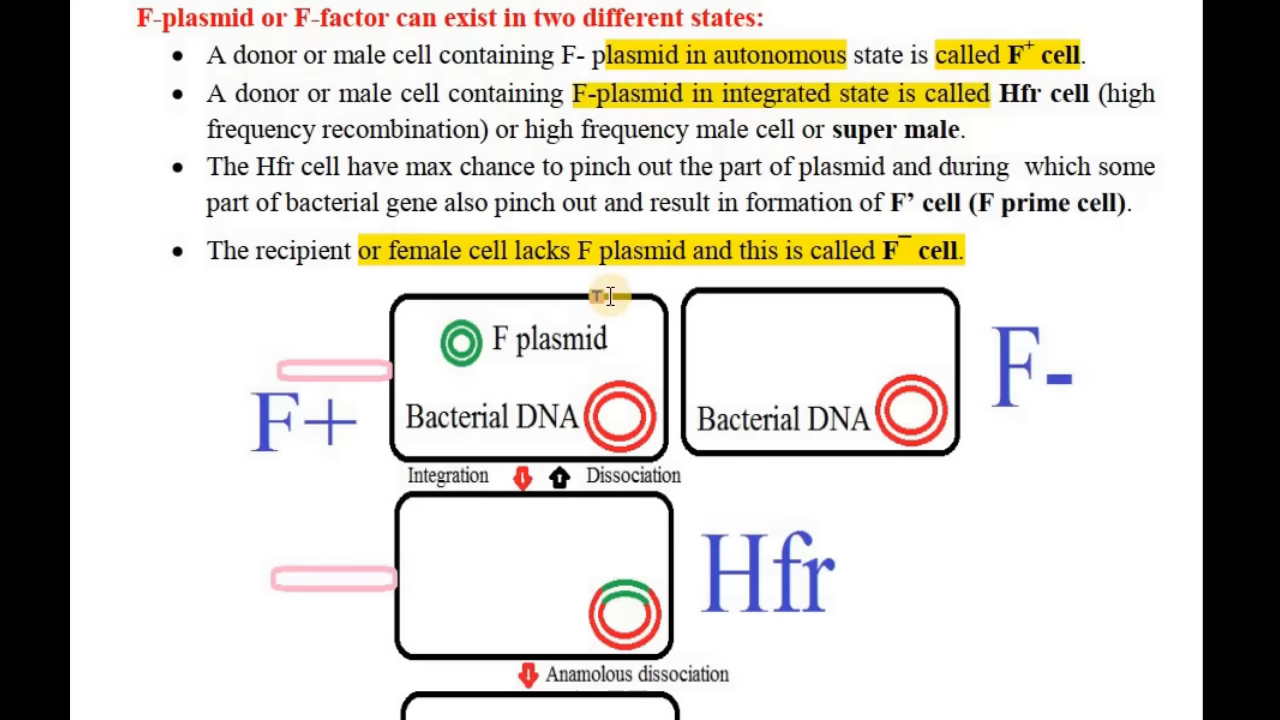 F-plasmid or F-factor can exist in two different states:
• A donor or male cell containing F- plasmid in autonomous state is called F⁺ cell.
• A donor or male cell containing F-plasmid in integrated state is called Hfr cell (high
frequency recombination) or high frequency male cell or super male.
• The Hfr cell have max chance to pinch out the part of plasmid and during which some
part of bacterial gene also pinch out and result in formation of F’ cell (F prime cell).
• The recipient or female cell lacks F plasmid and this is called F⁻ cell.
T
F plasmid
F-
F+
Bacterial DNA
Bacterial DNA
Integration
Dissociation
Hfr
Anamolous dissociation